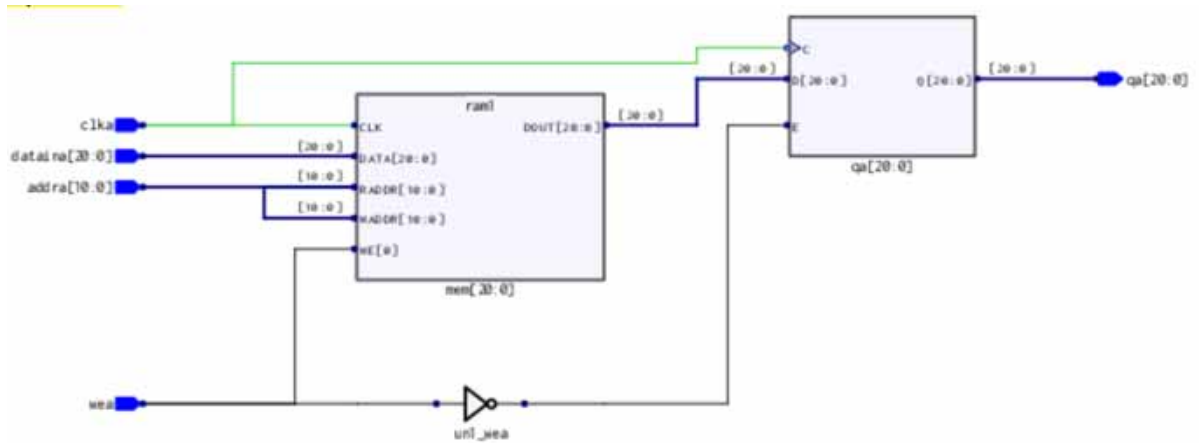 C
[20:0]
[20:0]
D[20:0]
Q[20:0]
qa[20:0]
ram1
[20:0]
clka
CLK
DOUT[20:0]
E
dataina[20:0]
[20:0]
DATA[20:0]
qa[20:0]
addra[10:0]
[10:0]
RADDR[10:0]
[10:0]
WADDR[10:0]
WE[0]
mem[20:0]
wea
un1_wea